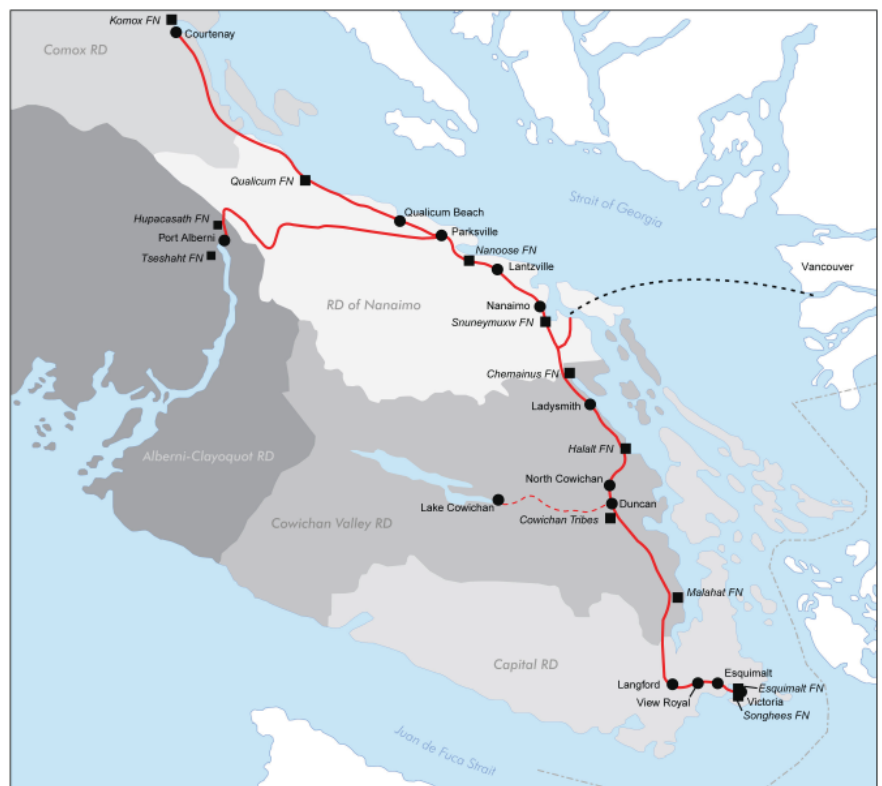 Komox FN
Courtenay
Comox RD
Qualicum FN
Strait of Georgia
Hupacasath FN
Qualicum Beach
Port Alberni
Parksville
Tseshaht FN
Nanoose FN
Lantzville
Vancouver
RD of Nanaimo
Nanaimo
Snuneymuxw FN
Chemainus FN
Ladysmith
Halalt FN
Alberni-Clayoquot RD
North Cowichan
Lake Cowichan
Duncan
Cowichan Valley RD
Cowichan Tribes
Malahat FN
Capital RD
Esquimalt
Langford
Esquimalt FN
View Royal
Victoria
Songhees FN
Juan de Fuca Strait